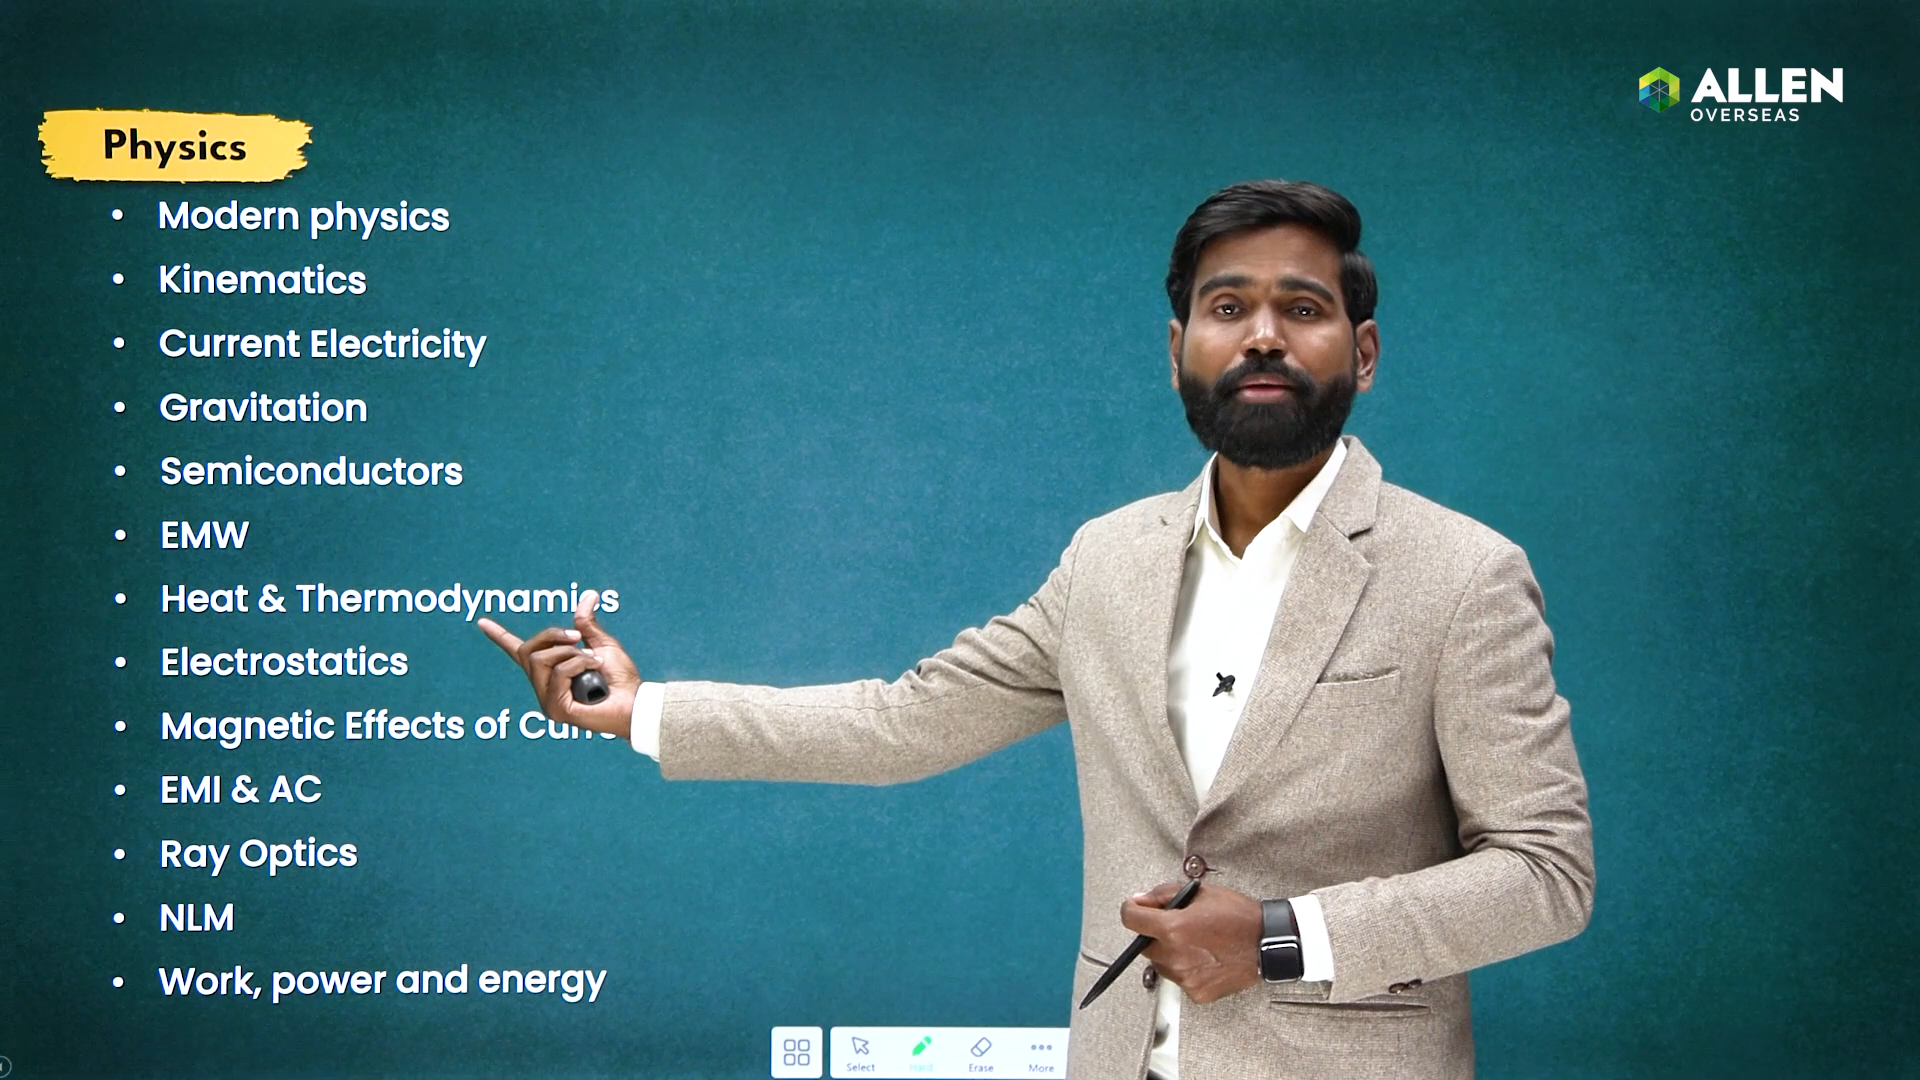 ALLEN
OVERSEAS
Physics
• Modern physics
• Kinematics
• Current Electricity
• Gravitation
• Semiconductors
• EMW
• Heat & Thermodynamics
• Electrostatics
• Magnetic Effects of
• EMI & AC
• Ray Optics
• NLM
• Work, power and energy
Select Erase More